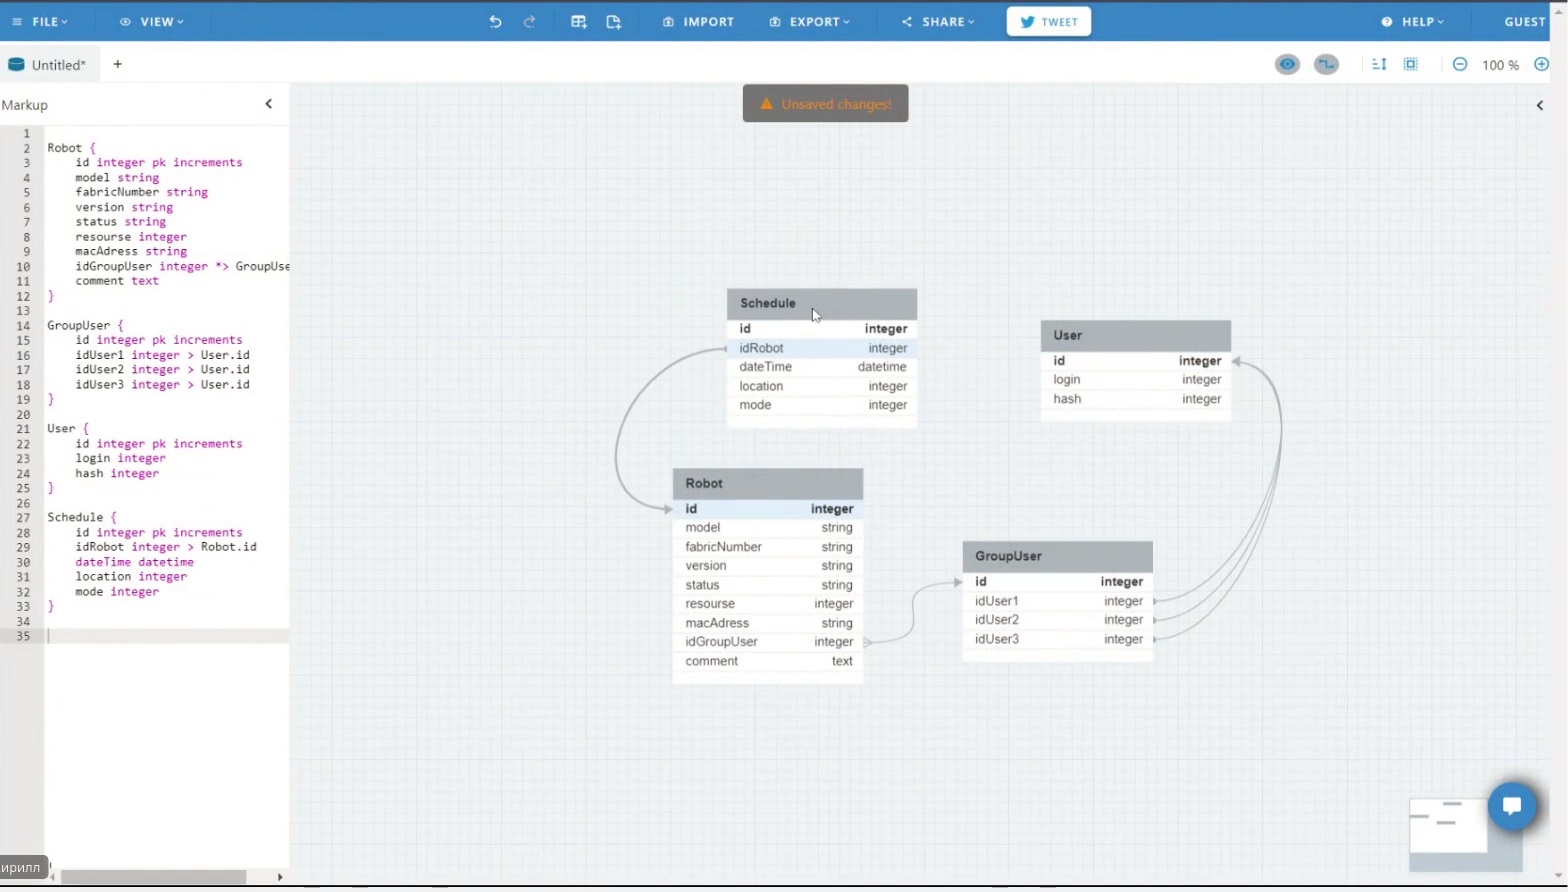 FILE VIEW IMPORT EXPORT SHARE TWEET HELP GUEST
Untitled* + 100 %
Markup
Unsaved changes!
1
2 Robot {
3 id integer pk increments
4 model string
5 fabricNumber string
6 version string
7 status string
8 resourse integer
9 macAdress string
10 idGroupUser integer *> GroupUse
11 comment text
12 }
13
14 GroupUser {
15 id integer pk increments
16 idUser1 integer > User.id
17 idUser2 integer > User.id
18 idUser3 integer > User.id
19 }
20
21 User {
22 id integer pk increments
23 login integer
24 hash integer
25 }
26
27 Schedule {
28 id integer pk increments
29 idRobot integer > Robot.id
30 dateTime datetime
31 location integer
32 mode integer
33 }
34
35
ирилл
Schedule
id integer
idRobot integer
dateTime datetime
location integer
mode integer
User
id integer
login integer
hash integer
Robot
id integer
model string
fabricNumber string
version string
status string
resourse integer
macAdress string
idGroupUser integer
comment text
GroupUser
id integer
idUser1 integer
idUser2 integer
idUser3 integer